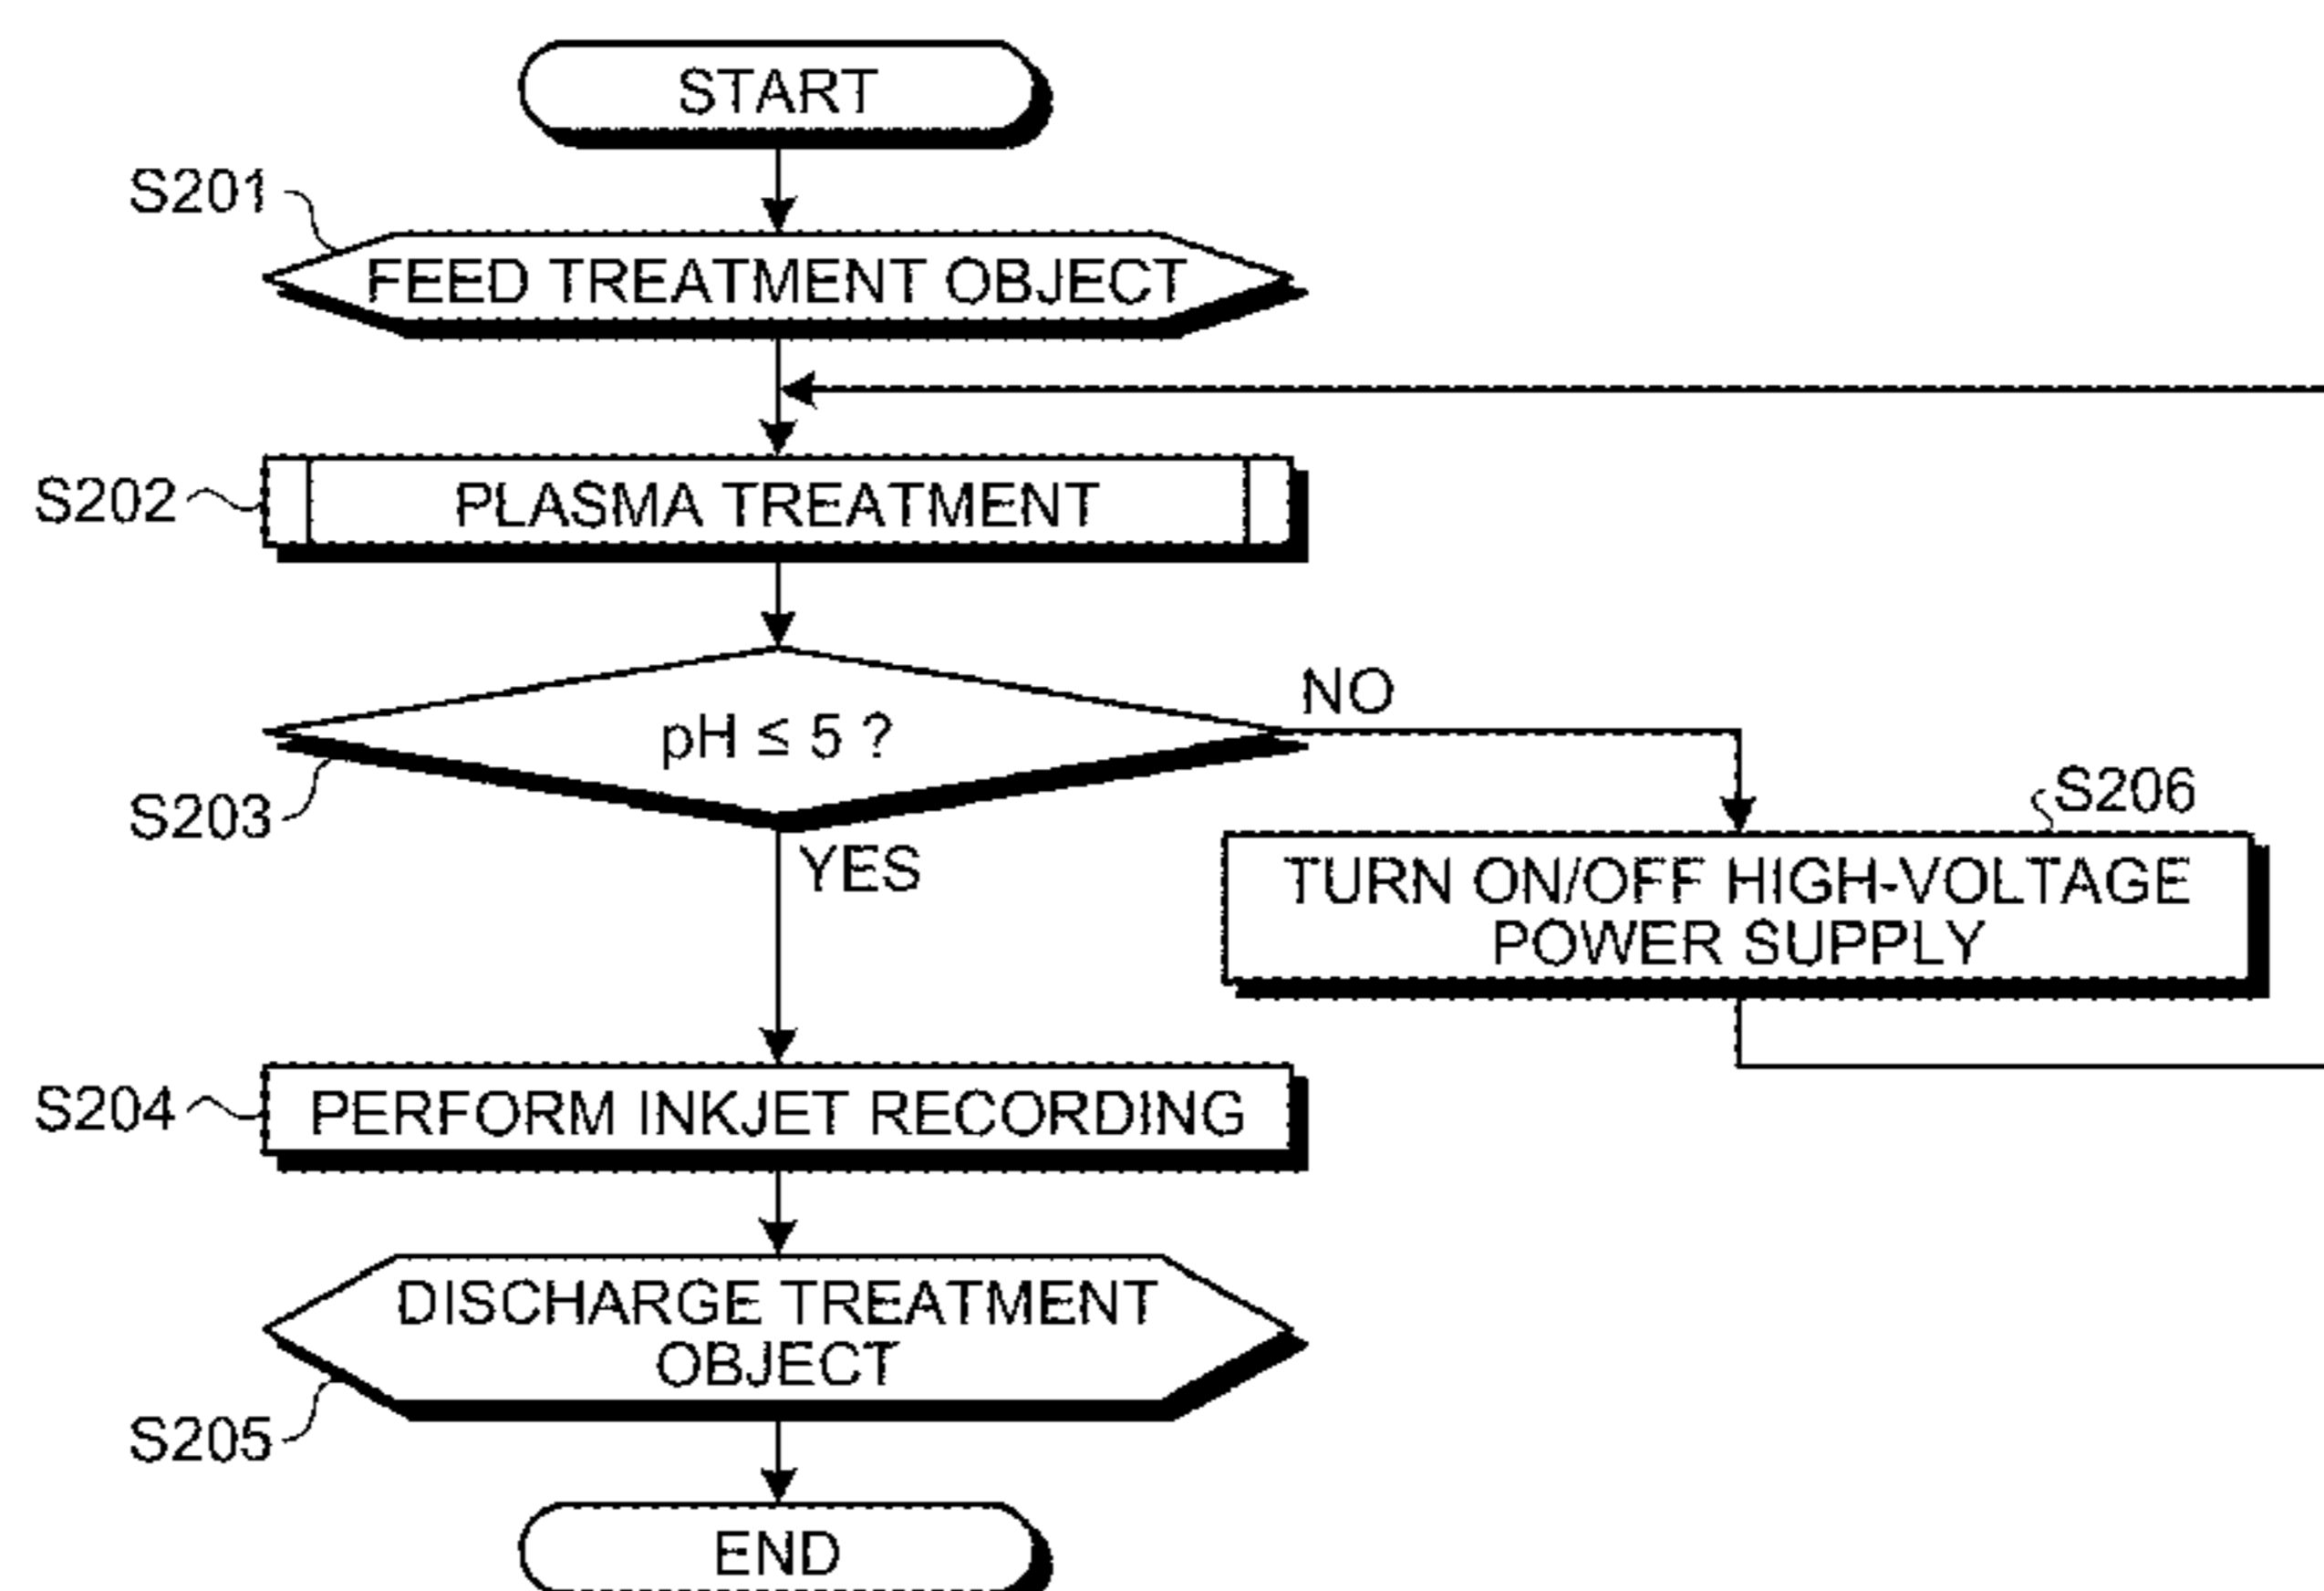 START
S201
FEED TREATMENT OBJECT
S202
PLASMA TREATMENT
pH ≤ 5 ?
NO
S203
YES
S206
TURN ON/OFF HIGH-VOLTAGE
POWER SUPPLY
S204
PERFORM INKJET RECORDING
DISCHARGE TREATMENT
OBJECT
S205
END